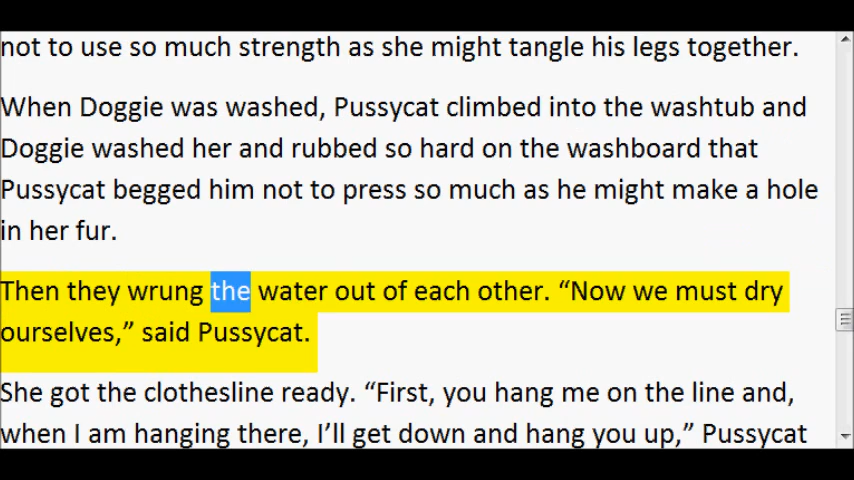 not to use so much strength as she might tangle his legs together.
When Doggie was washed, Pussycat climbed into the washtub and
Doggie washed her and rubbed so hard on the washboard that
Pussycat begged him not to press so much as he might make a hole
in her fur.
Then they wrung the water out of each other. “Now we must dry
ourselves,” said Pussycat.
She got the clothesline ready. “First, you hang me on the line and,
when I am hanging there, I’ll get down and hang you up,” Pussycat